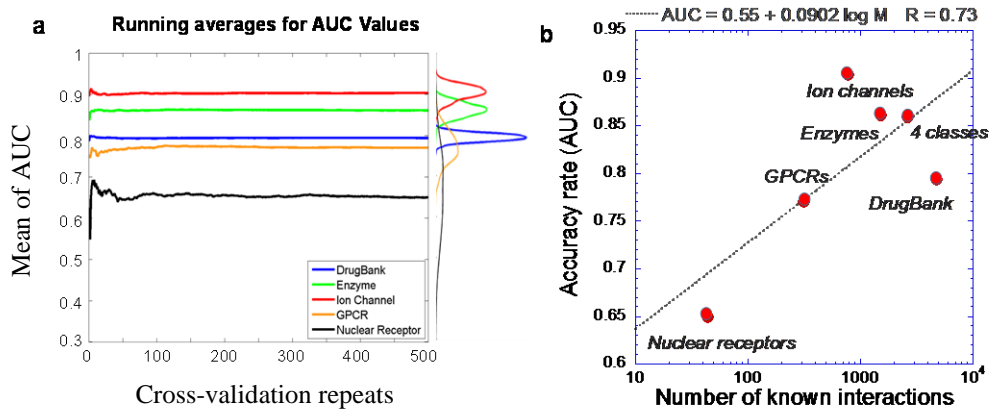 a
Running averages for AUC Values
Mean of AUC
1
0.9
0.8
0.7
0.6
0.5
0.4
0.3
0
100
200
300
400
500
DrugBank
Enzyme
Ion Channel
GPCR
Nuclear Receptor
Cross-validation repeats
b
AUC = 0.55 + 0.0902 log M R = 0.73
Accuracy rate (AUC)
0.95
0.9
0.85
0.8
0.75
0.7
0.65
0.6
Ion channels
Enzymes
4 classes
GPCRs
DrugBank
Nuclear receptors
10
100
1000
10⁴
Number of known interactions